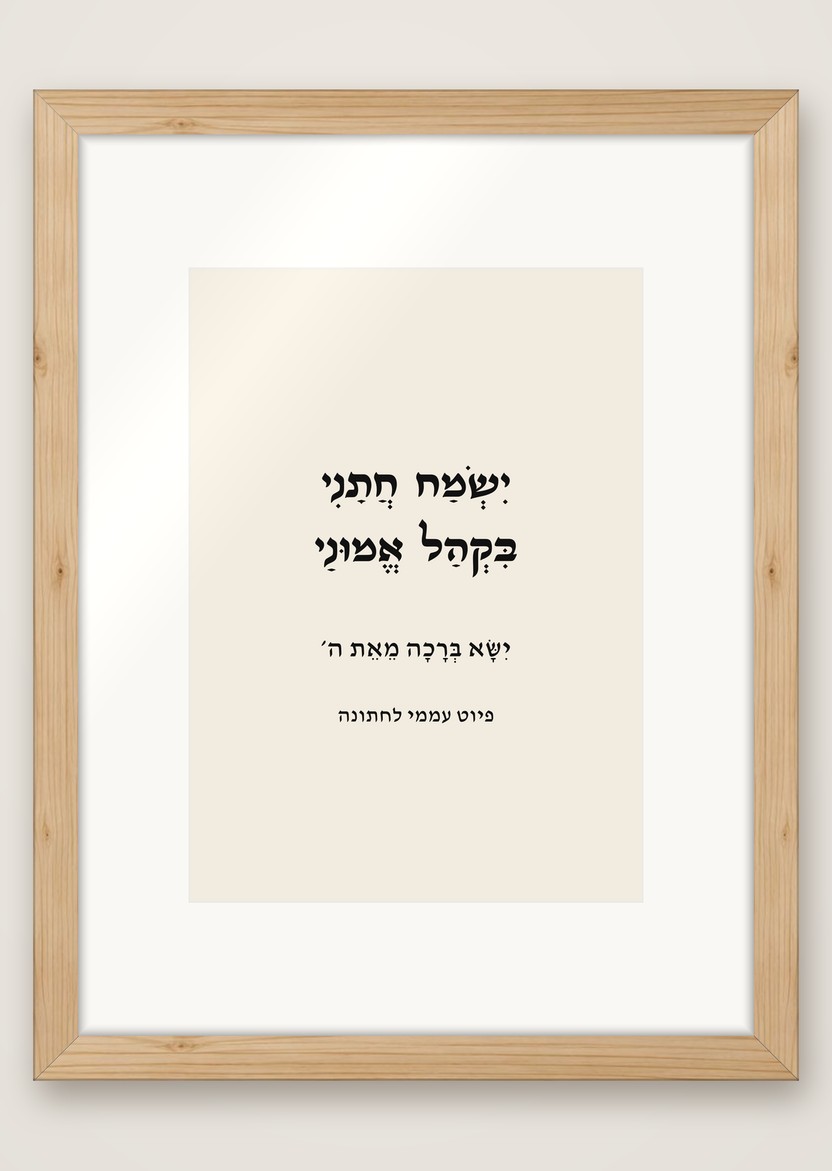 יִשְׂמַח חֲתָנִי
בִּקְהַל אֱמוּנַי
יִשָּׂא בְּרָכָה מֵאֵת ה׳
פיוט עממי לחתונה